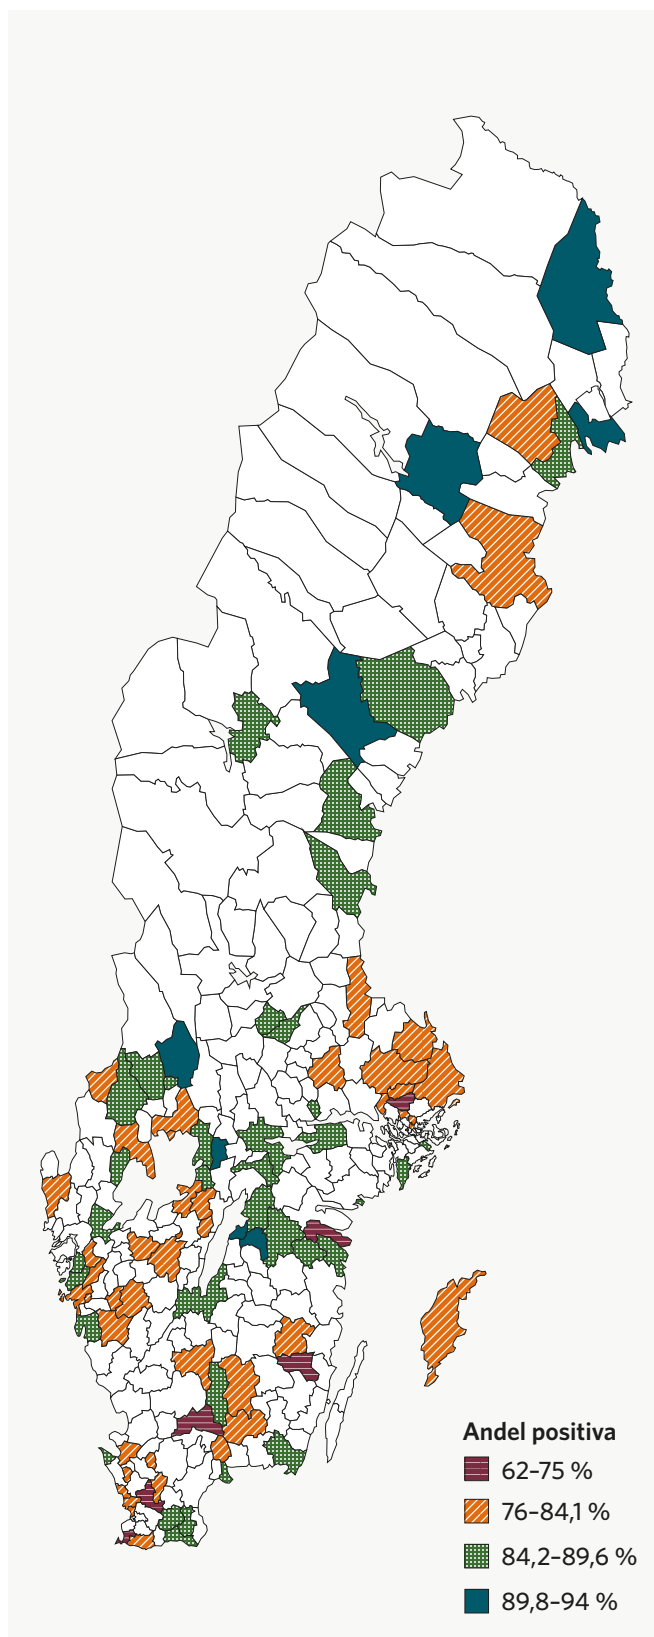 Andel positiva
62–75 %
76–84,1 %
84,2–89,6 %
89,8–94 %